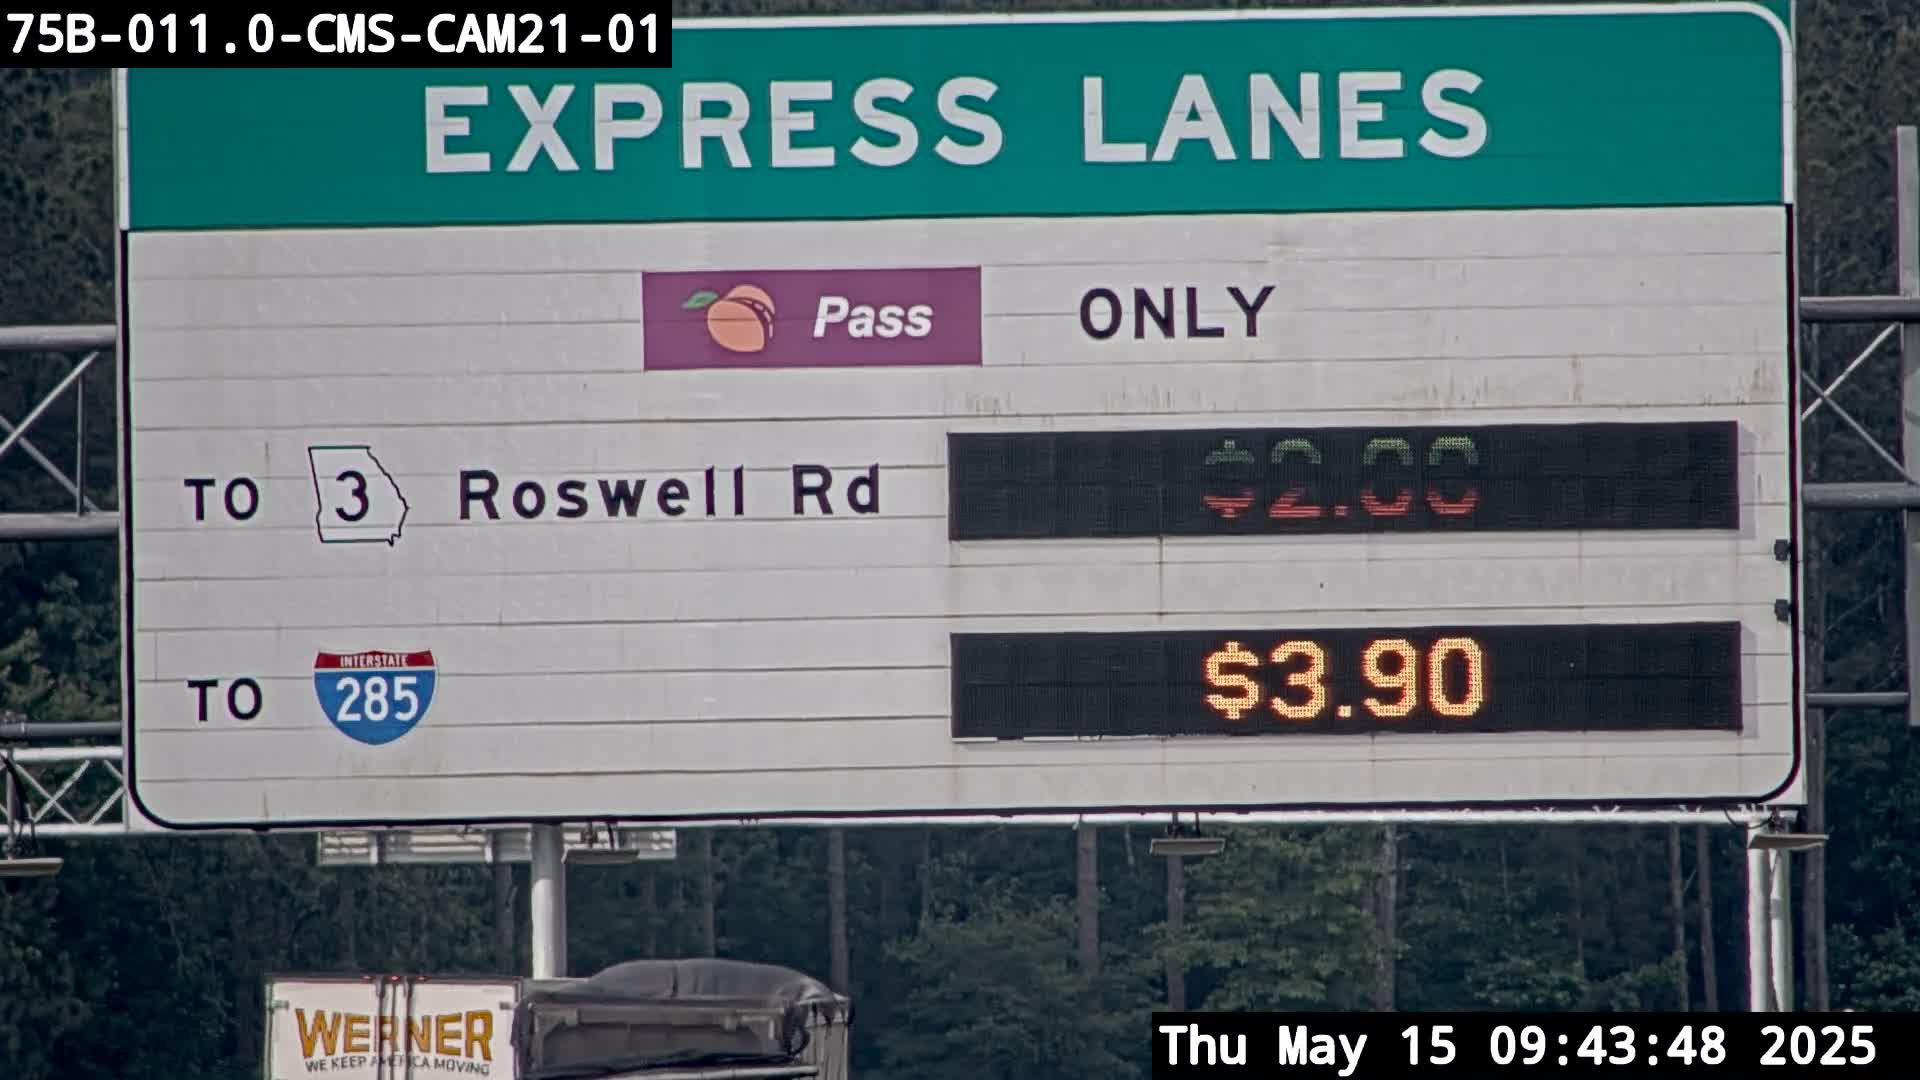 75B-011.0-CMS-CAM21-01
EXPRESS LANES
Pass ONLY
TO 3 Roswell Rd $2.00
TO INTERSTATE 285 $3.90
WERNER
WE KEEP AMERICA MOVING
Thu May 15 09:43:48 2025